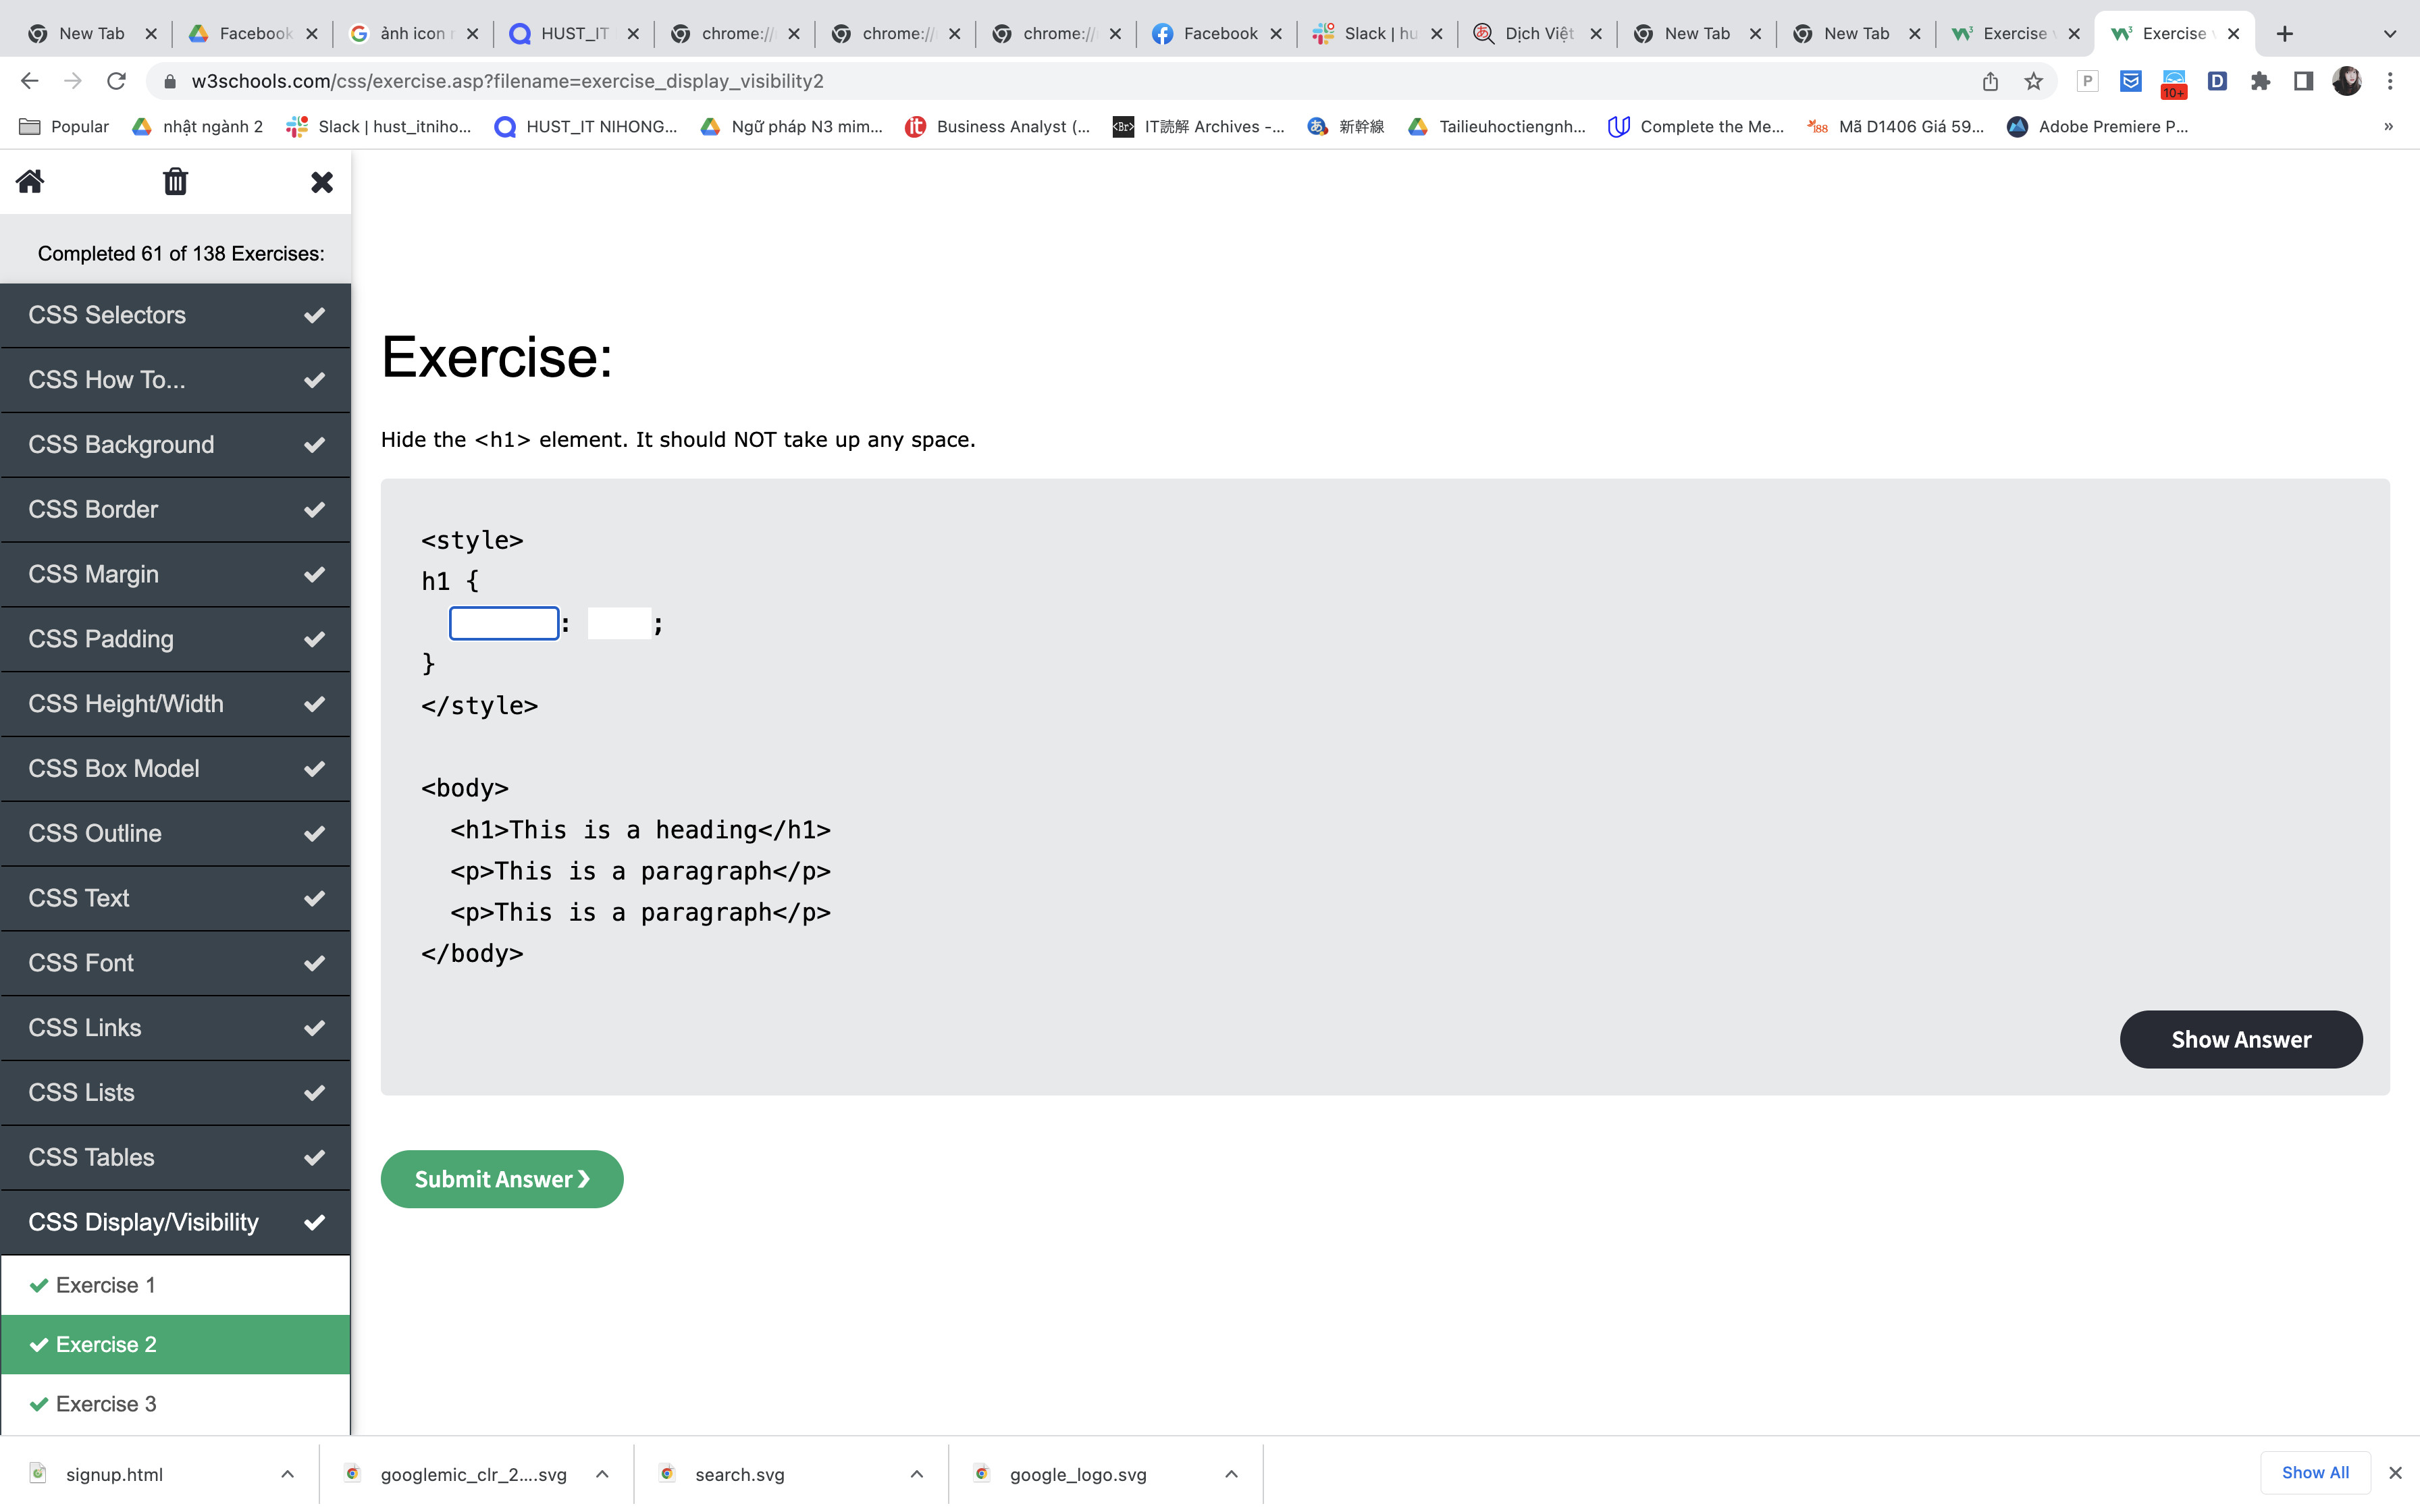 New Tab
Facebook
ảnh icon
HUST_IT
chrome://
chrome://
chrome://
Facebook
Slack | hu
Dịch Việt
New Tab
New Tab
Exercise
Exercise
w3schools.com/css/exercise.asp?filename=exercise_display_visibility2
P
10+
D
Popular
nhật ngành 2
Slack | hust_itniho...
HUST_IT NIHONG...
Ngữ pháp N3 mim...
it
Business Analyst (...
<Br>
IT読解 Archives -...
あ
新幹線
Tailieuhoctiengnh...
Complete the Me...
Mã D1406 Giá 59...
Adobe Premiere P...
»
Completed 61 of 138 Exercises:
CSS Selectors
CSS How To...
CSS Background
CSS Border
CSS Margin
CSS Padding
CSS Height/Width
CSS Box Model
CSS Outline
CSS Text
CSS Font
CSS Links
CSS Lists
CSS Tables
CSS Display/Visibility
Exercise 1
Exercise 2
Exercise 3
Exercise:
Hide the <h1> element. It should NOT take up any space.
<style>
h1 {
: ;
}
</style>
<body>
<h1>This is a heading</h1>
<p>This is a paragraph</p>
<p>This is a paragraph</p>
</body>
Show Answer
Submit Answer ❯
signup.html
googlemic_clr_2....svg
search.svg
google_logo.svg
Show All